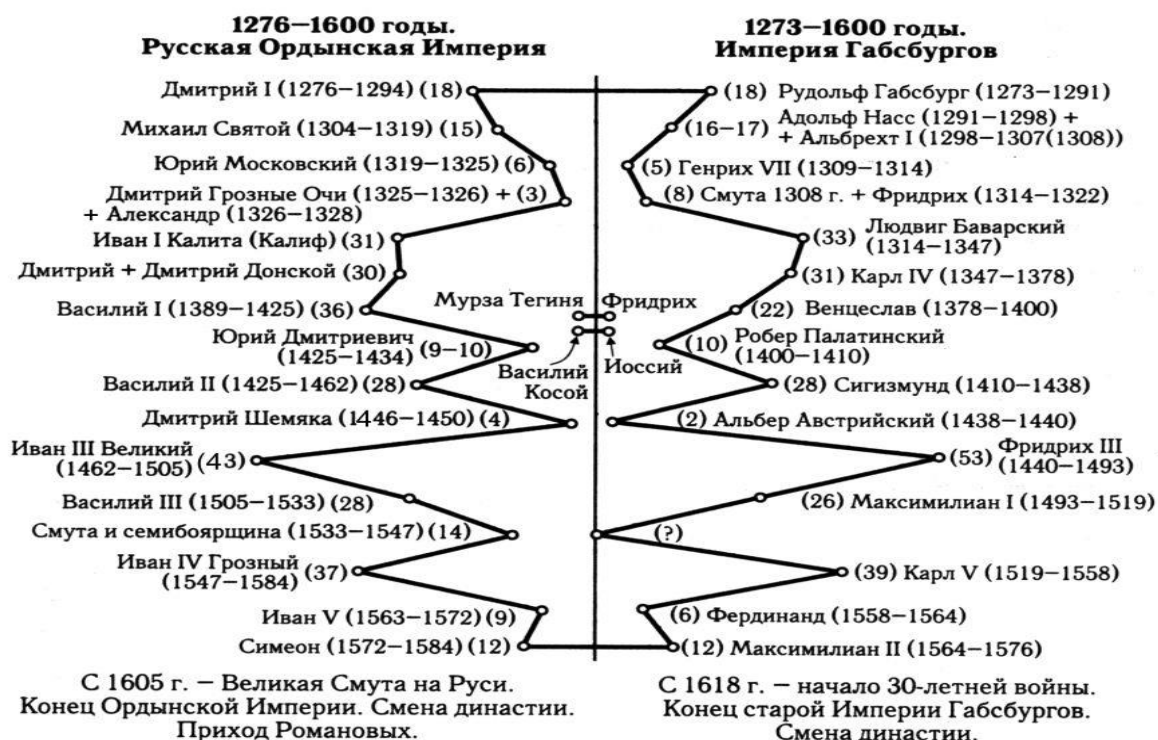 1276—1600 годы.
Русская Ордынская Империя
1273—1600 годы.
Империя Габсбургов
Дмитрий I (1276—1294) (18)
(18) Рудольф Габсбург (1273—1291)
Михаил Святой (1304—1319) (15)
(16—17) Адольф Насс (1291—1298) +
+ Альбрехт I (1298—1307(1308))
Юрий Московский (1319—1325) (6)
(5) Генрих VII (1309—1314)
Дмитрий Грозные Очи (1325—1326) + (3)
+ Александр (1326—1328)
(8) Смута 1308 г. + Фридрих (1314—1322)
Иван I Калита (Калиф) (31)
(33) Людвиг Баварский
(1314—1347)
Дмитрий + Дмитрий Донской (30)
(31) Карл IV (1347—1378)
Василий I (1389—1425) (36)
Мурза Тегиня
Фридрих
(22) Венцеслав (1378—1400)
Юрий Дмитриевич
(1425—1434) (9—10)
Василий
Косой
Иоссий
(10) Робер Палатинский
(1400—1410)
Василий II (1425—1462) (28)
(28) Сигизмунд (1410—1438)
Дмитрий Шемяка (1446—1450) (4)
(2) Альбер Австрийский (1438—1440)
Иван III Великий
(1462—1505) (43)
(53) Фридрих III
(1440—1493)
Василий III (1505—1533) (28)
(26) Максимилиан I (1493—1519)
Смута и семибоярщина (1533—1547) (14)
(?)
Иван IV Грозный
(1547—1584) (37)
(39) Карл V (1519—1558)
Иван V (1563—1572) (9)
(6) Фердинанд (1558—1564)
Симеон (1572—1584) (12)
(12) Максимилиан II (1564—1576)
С 1605 г. — Великая Смута на Руси.
Конец Ордынской Империи. Смена династии.
Приход Романовых.
С 1618 г. — начало 30-летней войны.
Конец старой Империи Габсбургов.
Смена династии.